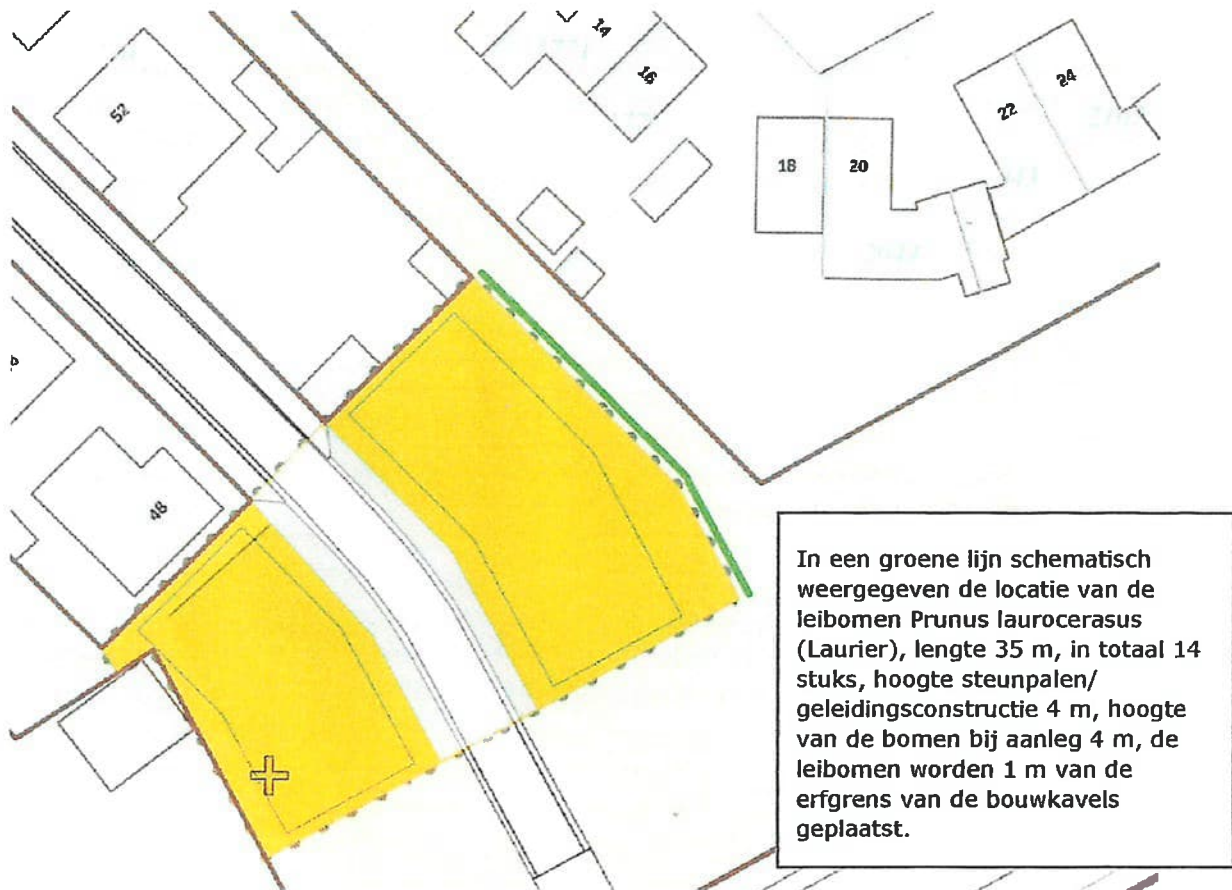 14
16
52
18
20
22
24
48
In een groene lijn schematisch
weergegeven de locatie van de
leibomen Prunus laurocerasus
(Laurier), lengte 35 m, in totaal 14
stuks, hoogte steunpalen/
geleidingsconstructie 4 m, hoogte
van de bomen bij aanleg 4 m, de
leibomen worden 1 m van de
erfgrens van de bouwkavels
geplaatst.